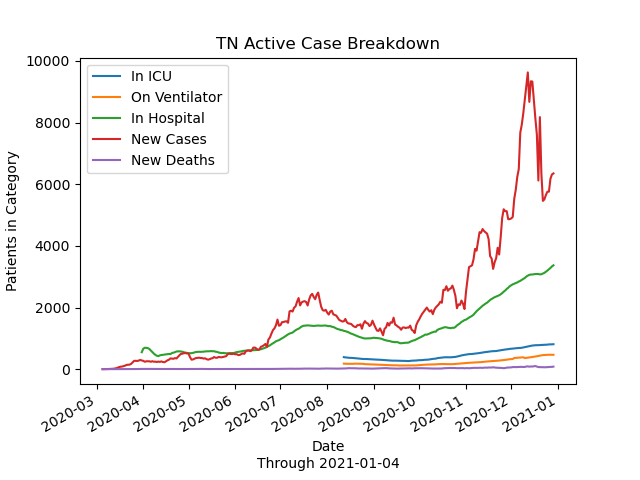 TN Active Case Breakdown
In ICU
On Ventilator
In Hospital
New Cases
New Deaths
Patients in Category
10000
8000
6000
4000
2000
0
2020-03
2020-04
2020-05
2020-06
2020-07
2020-08
2020-09
2020-10
2020-11
2020-12
2021-01
Date
Through 2021-01-04